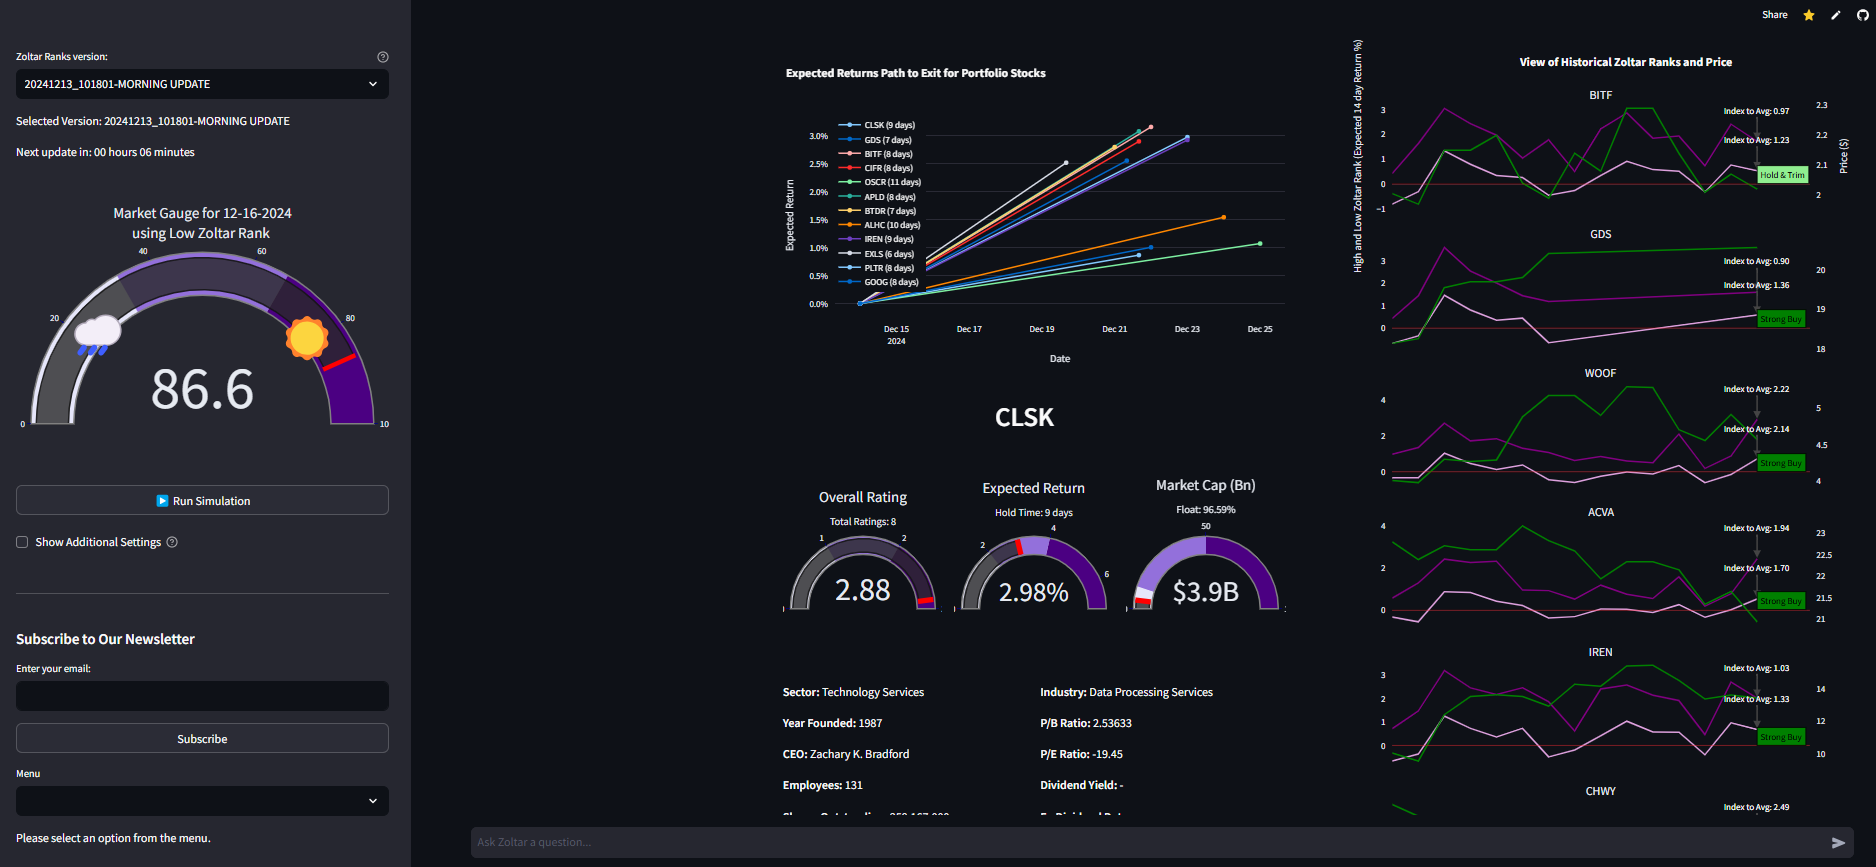 Share
Zoltar Ranks version:
20241213_101801-MORNING UPDATE
Selected Version: 20241213_101801-MORNING UPDATE
Next update in: 00 hours 06 minutes
Market Gauge for 12-16-2024
using Low Zoltar Rank
0
20
40
60
80
10
86.6
Run Simulation
Show Additional Settings
Subscribe to Our Newsletter
Enter your email:
Subscribe
Menu
Please select an option from the menu.
Expected Returns Path to Exit for Portfolio Stocks
Expected Return
3.0%
2.5%
2.0%
1.5%
1.0%
0.5%
0.0%
CLSK (9 days)
GDS (7 days)
BITF (8 days)
CIFR (8 days)
OSCR (11 days)
APLD (8 days)
BTDR (7 days)
ALHC (10 days)
IREN (9 days)
EXLS (6 days)
PLTR (8 days)
GOOG (8 days)
Dec 15
2024
Dec 17
Dec 19
Dec 21
Dec 23
Dec 25
Date
CLSK
Overall Rating
Total Ratings: 8
1
2
2.88
Expected Return
Hold Time: 9 days
2
4
6
2.98%
Market Cap (Bn)
Float: 96.59%
50
$3.9B
Sector: Technology Services
Industry: Data Processing Services
Year Founded: 1987
P/B Ratio: 2.53633
CEO: Zachary K. Bradford
P/E Ratio: -19.45
Employees: 131
Dividend Yield: -
Ask Zoltar a question...
View of Historical Zoltar Ranks and Price
High and Low Zoltar Rank (Expected 14 day Return %)
Price ($)
BITF
3
2
1
0
−1
Index to Avg: 0.97
Index to Avg: 1.23
Hold & Trim
2.3
2.2
2.1
2
GDS
3
2
1
0
Index to Avg: 0.90
Index to Avg: 1.36
Strong Buy
20
19
18
WOOF
4
2
0
Index to Avg: 2.22
Index to Avg: 2.14
Strong Buy
5
4.5
4
ACVA
4
2
0
Index to Avg: 1.94
Index to Avg: 1.70
Strong Buy
23
22.5
22
21.5
21
IREN
3
2
1
0
Index to Avg: 1.03
Index to Avg: 1.33
Strong Buy
14
12
10
CHWY
Index to Avg: 2.49